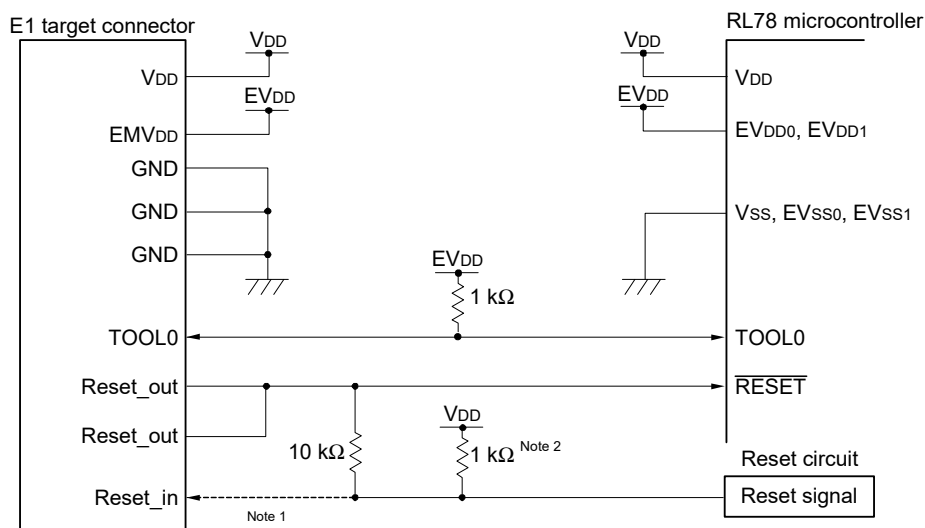 E1 target connector
RL78 microcontroller
VDD
VDD
VDD
VDD
EVDD
EVDD
EMVDD
EVDD0, EVDD1
GND
GND
VSS, EVSS0, EVSS1
GND
EVDD
1 kΩ
TOOL0
TOOL0
Reset_out
RESET
Reset_out
VDD
10 kΩ
1 kΩ Note 2
Reset circuit
Reset_in
Reset signal
Note 1